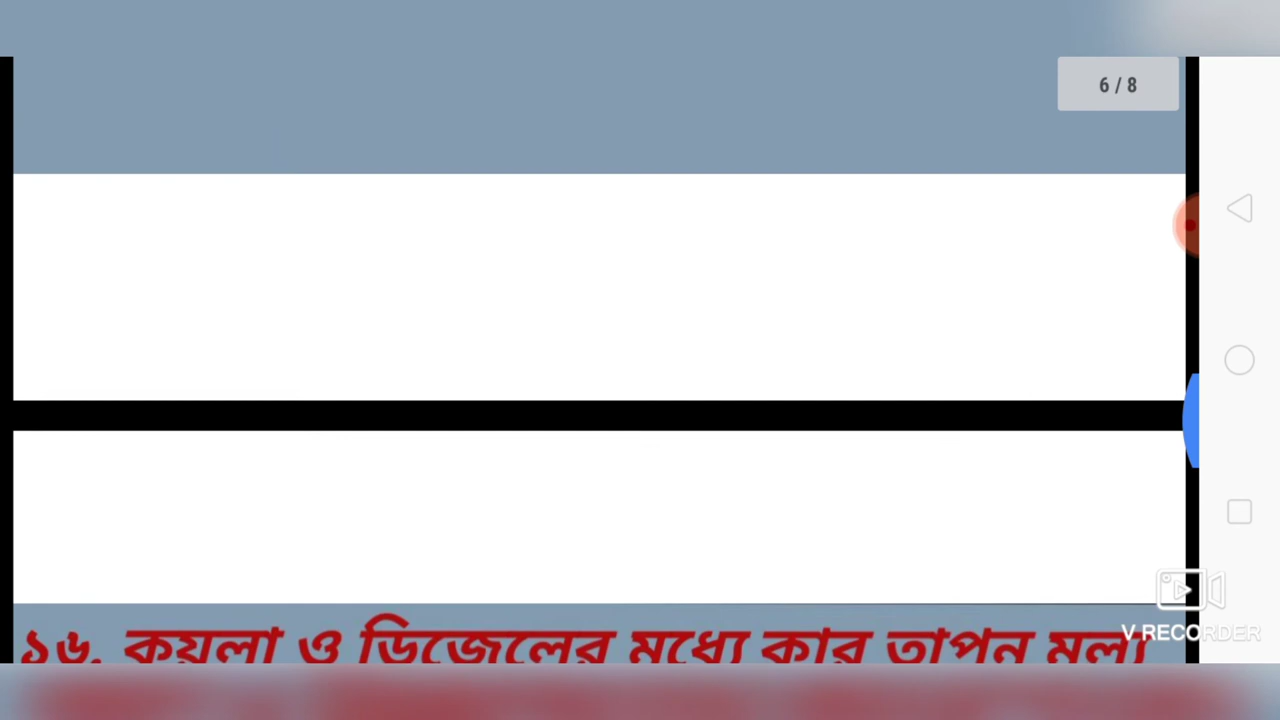 6 / 8
V RECORDER
১৬. কয়লা ও ডিজেলের মধ্যে কার তাপন মূল্য